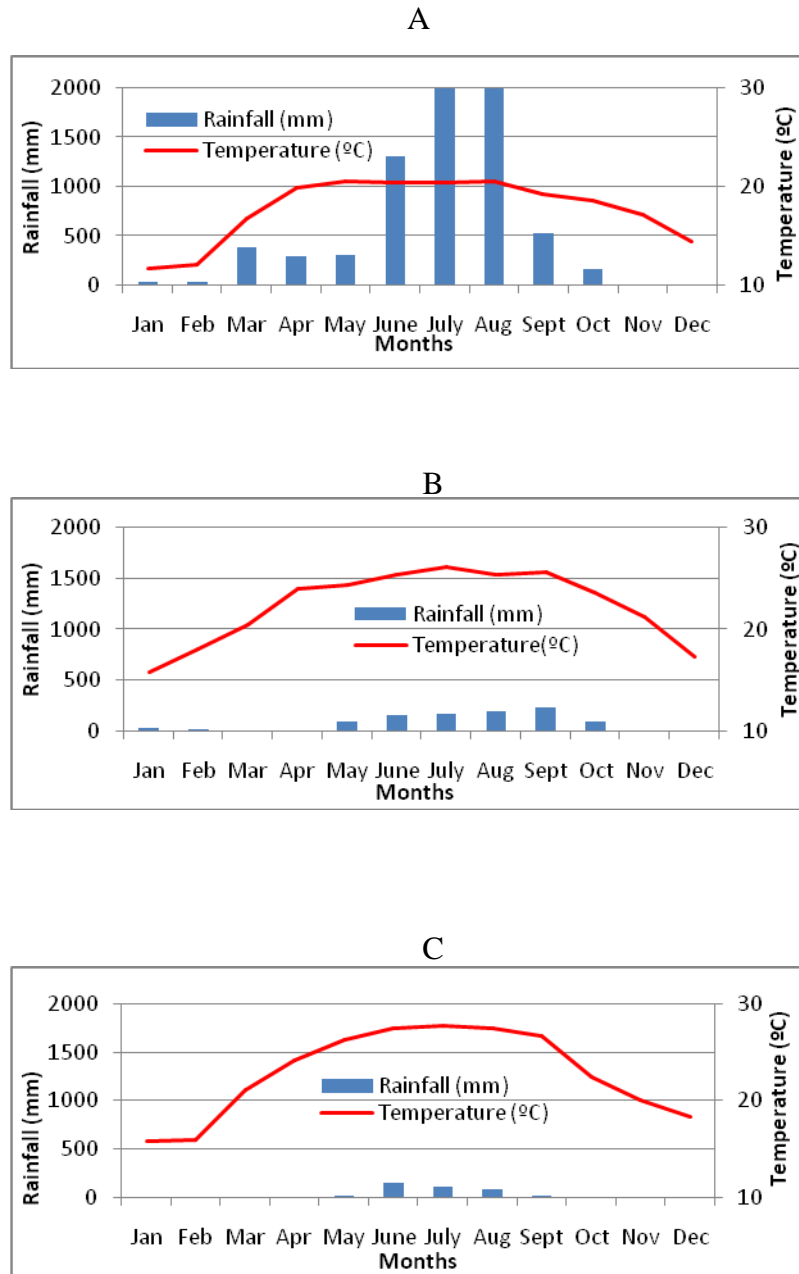 A
Rainfall (mm)
Temperature (ºC)
2000
1500
1000
500
0
30
20
10
Rainfall (mm)
Temperature (ºC)
Jan Feb Mar Apr May June July Aug Sept Oct Nov Dec
Months
B
Rainfall (mm)
Temperature (ºC)
2000
1500
1000
500
0
30
20
10
Rainfall (mm)
Temperature(ºC)
Jan Feb Mar Apr May June July Aug Sept Oct Nov Dec
Months
C
Rainfall (mm)
Temperature (ºC)
2000
1500
1000
500
0
30
20
10
Rainfall (mm)
Temperature (ºC)
Jan Feb Mar Apr May June July Aug Sept Oct Nov Dec
Months